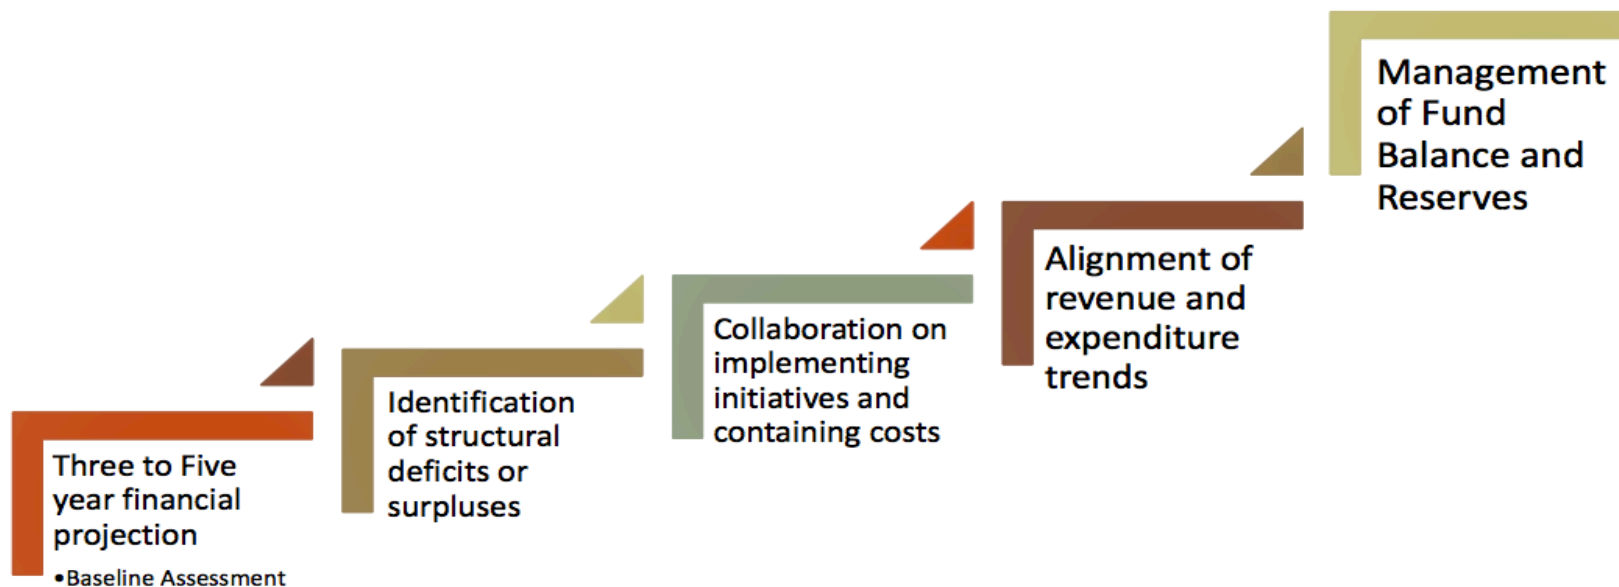 Three to Five
year financial
projection
•Baseline Assessment
Identification
of structural
deficits or
surpluses
Collaboration on
implementing
initiatives and
containing costs
Alignment of
revenue and
expenditure
trends
Management
of Fund
Balance and
Reserves